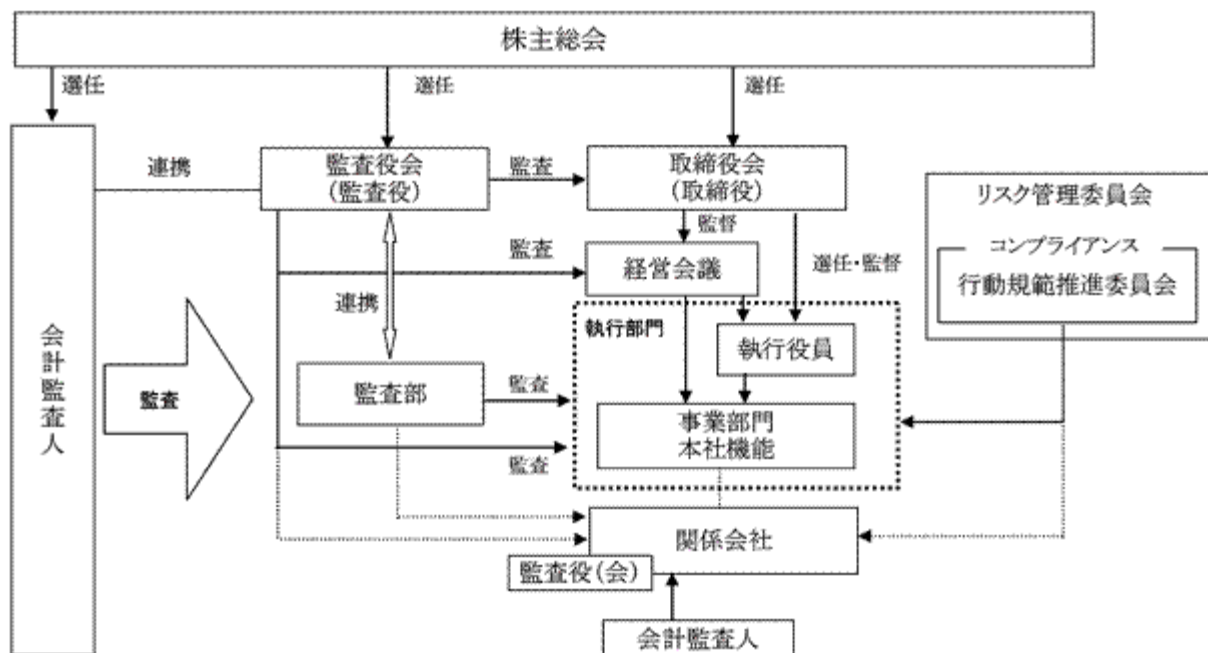 株主総会
選任
選任
選任
連携
監査役会
(監査役)
監査
取締役会
(取締役)
リスク管理委員会
監督
監査
経営会議
選任・監督
コンプライアンス
行動規範推進委員会
連携
執行部門
執行役員
会計監査人
監査
監査部
監査
事業部門
本社機能
監査
関係会社
監査役(会)
会計監査人